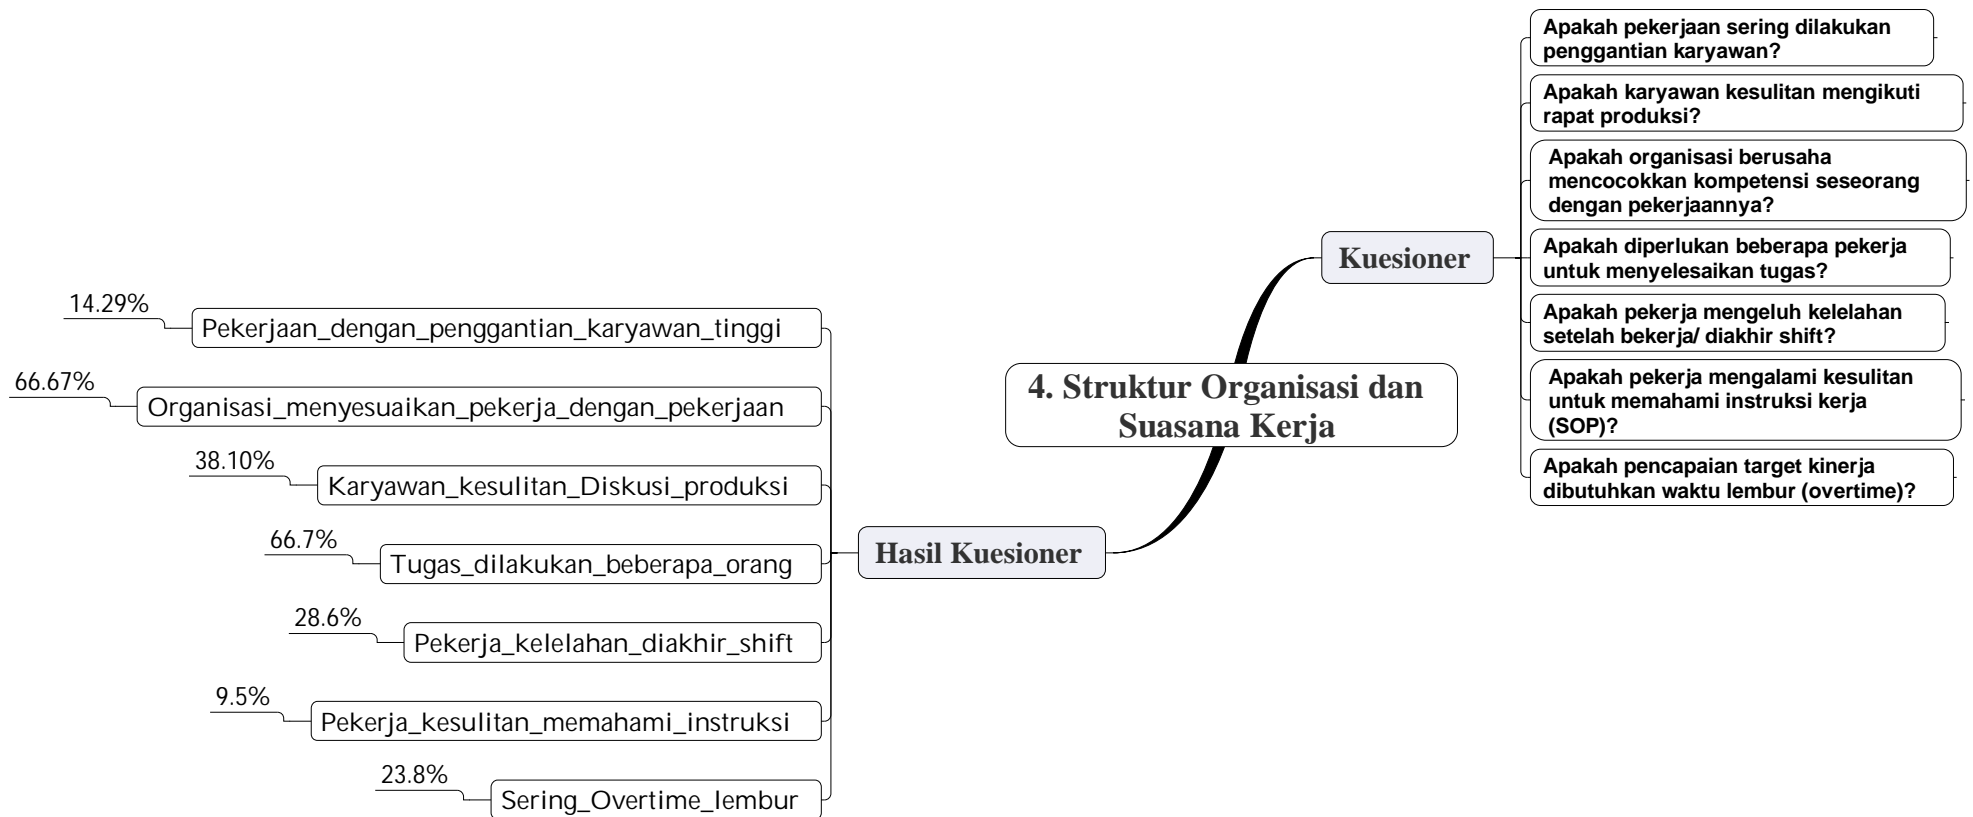 4. Struktur Organisasi dan
Suasana Kerja
Kuesioner
Apakah pekerjaan sering dilakukan
penggantian karyawan?
Apakah karyawan kesulitan mengikuti
rapat produksi?
Apakah organisasi berusaha
mencocokkan kompetensi seseorang
dengan pekerjaannya?
Apakah diperlukan beberapa pekerja
untuk menyelesaikan tugas?
Apakah pekerja mengeluh kelelahan
setelah bekerja/ diakhir shift?
Apakah pekerja mengalami kesulitan
untuk memahami instruksi kerja
(SOP)?
Apakah pencapaian target kinerja
dibutuhkan waktu lembur (overtime)?
Hasil Kuesioner
Pekerjaan_dengan_penggantian_karyawan_tinggi
14.29%
Organisasi_menyesuaikan_pekerja_dengan_pekerjaan
66.67%
Karyawan_kesulitan_Diskusi_produksi
38.10%
Tugas_dilakukan_beberapa_orang
66.7%
Pekerja_kelelahan_diakhir_shift
28.6%
Pekerja_kesulitan_memahami_instruksi
9.5%
Sering_Overtime_lembur
23.8%